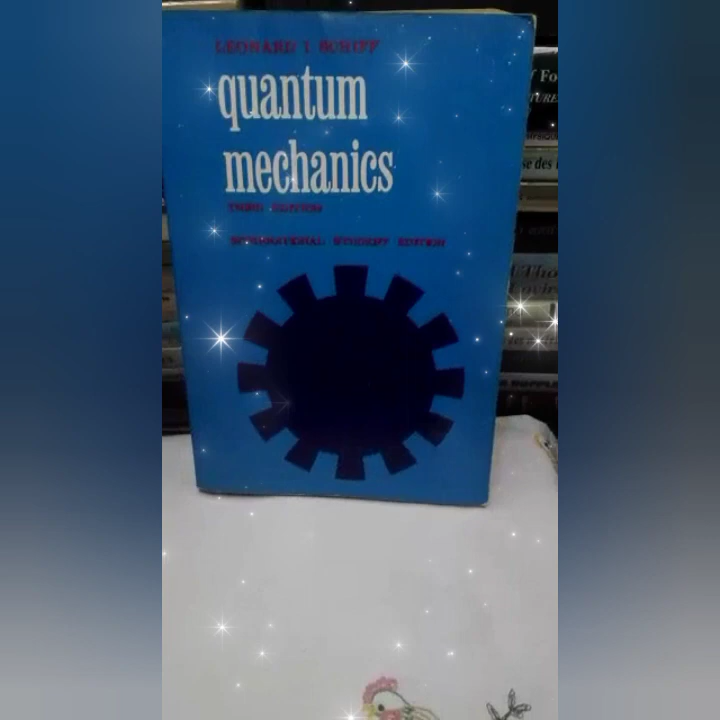 LEONARD I. SCHIFF
quantum
mechanics
THIRD EDITION
INTERNATIONAL STUDENT EDITION